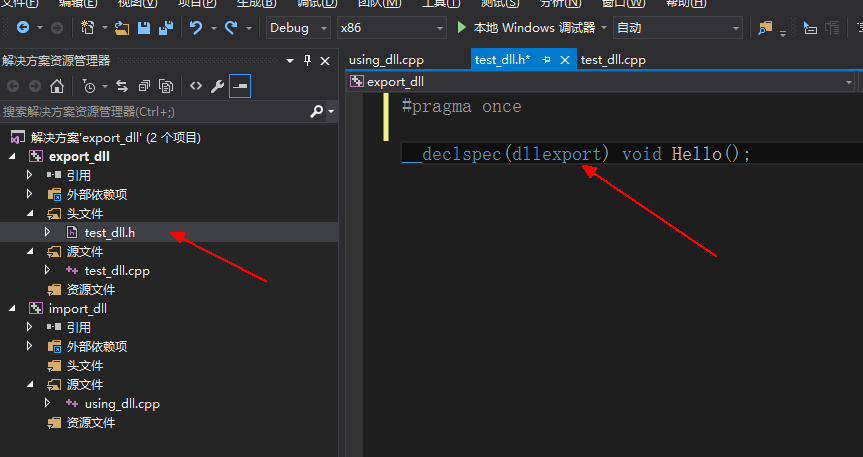 文件(F) 编辑(E) 视图(V) 项目(P) 生成(B) 调试(D) 团队(M) 工具(T) 测试(S) 分析(N) 窗口(W) 帮助(H)
Debug x86 本地 Windows 调试器 自动
解决方案资源管理器
using_dll.cpp test_dll.h* test_dll.cpp
export_dll
搜索解决方案资源管理器(Ctrl+;)
解决方案'export_dll' (2 个项目)
export_dll
引用
外部依赖项
头文件
test_dll.h
源文件
test_dll.cpp
资源文件
import_dll
引用
外部依赖项
头文件
源文件
using_dll.cpp
资源文件
#pragma once
__declspec(dllexport) void Hello();